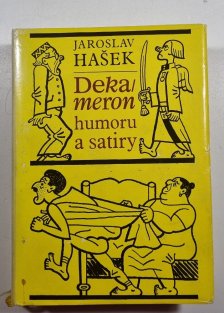 JAROSLAV
HAŠEK
Deka/
meron
humoru
a satiry